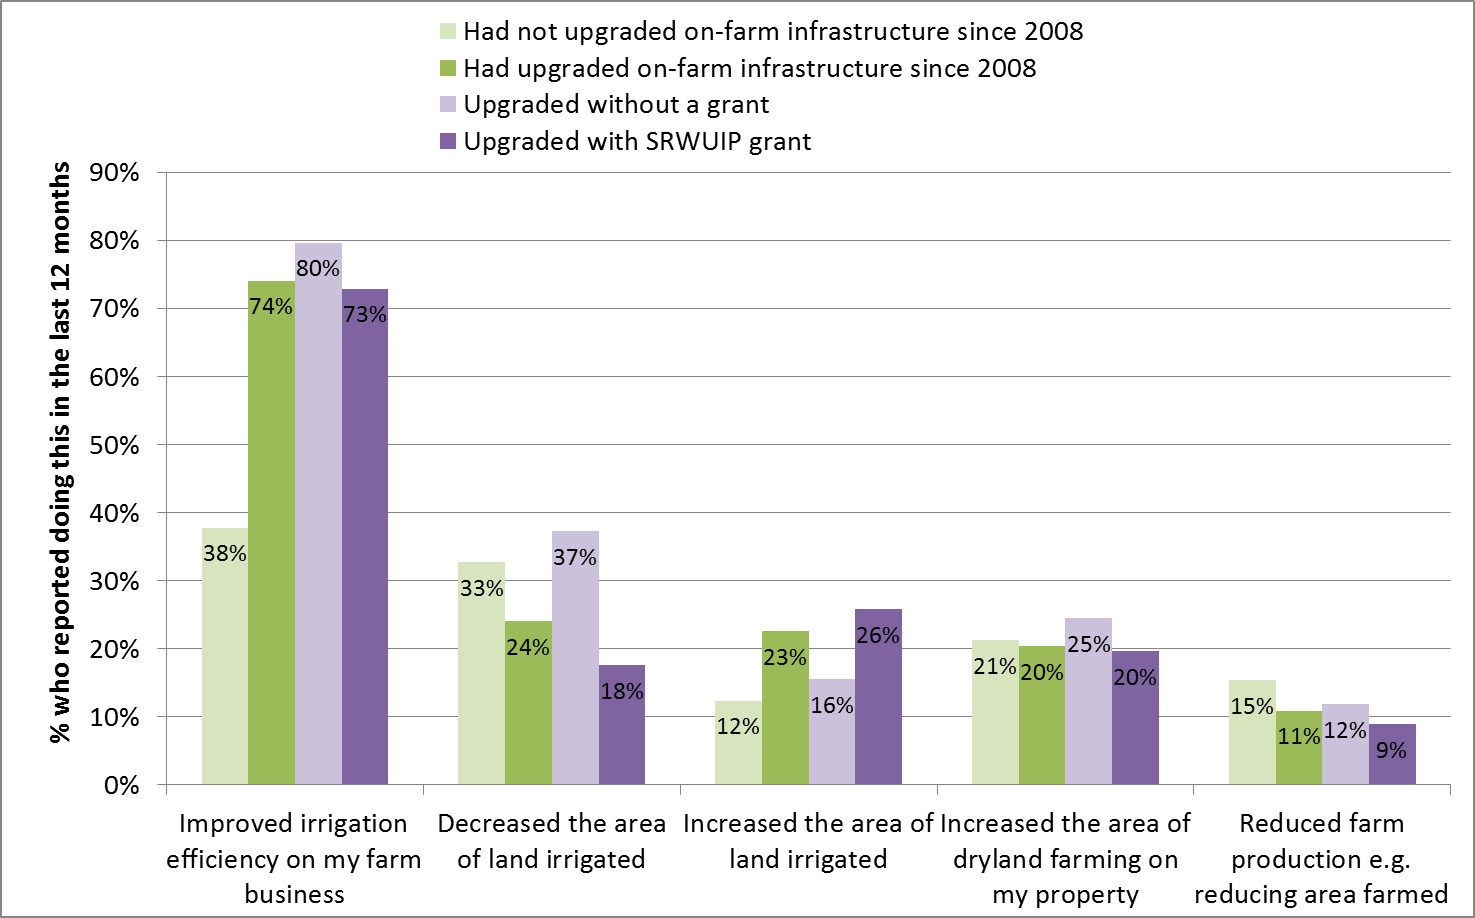 Had not upgraded on-farm infrastructure since 2008
Had upgraded on-farm infrastructure since 2008
Upgraded without a grant
Upgraded with SRWUIP grant
% who reported doing this in the last 12 months
90%
80%
70%
60%
50%
40%
30%
20%
10%
0%
38%
74%
80%
73%
33%
24%
37%
18%
12%
23%
16%
26%
21%
20%
25%
20%
15%
11%
12%
9%
Improved irrigation
efficiency on my farm
business
Decreased the area
of land irrigated
Increased the area of
land irrigated
Increased the area of
dryland farming on
my property
Reduced farm
production e.g.
reducing area farmed